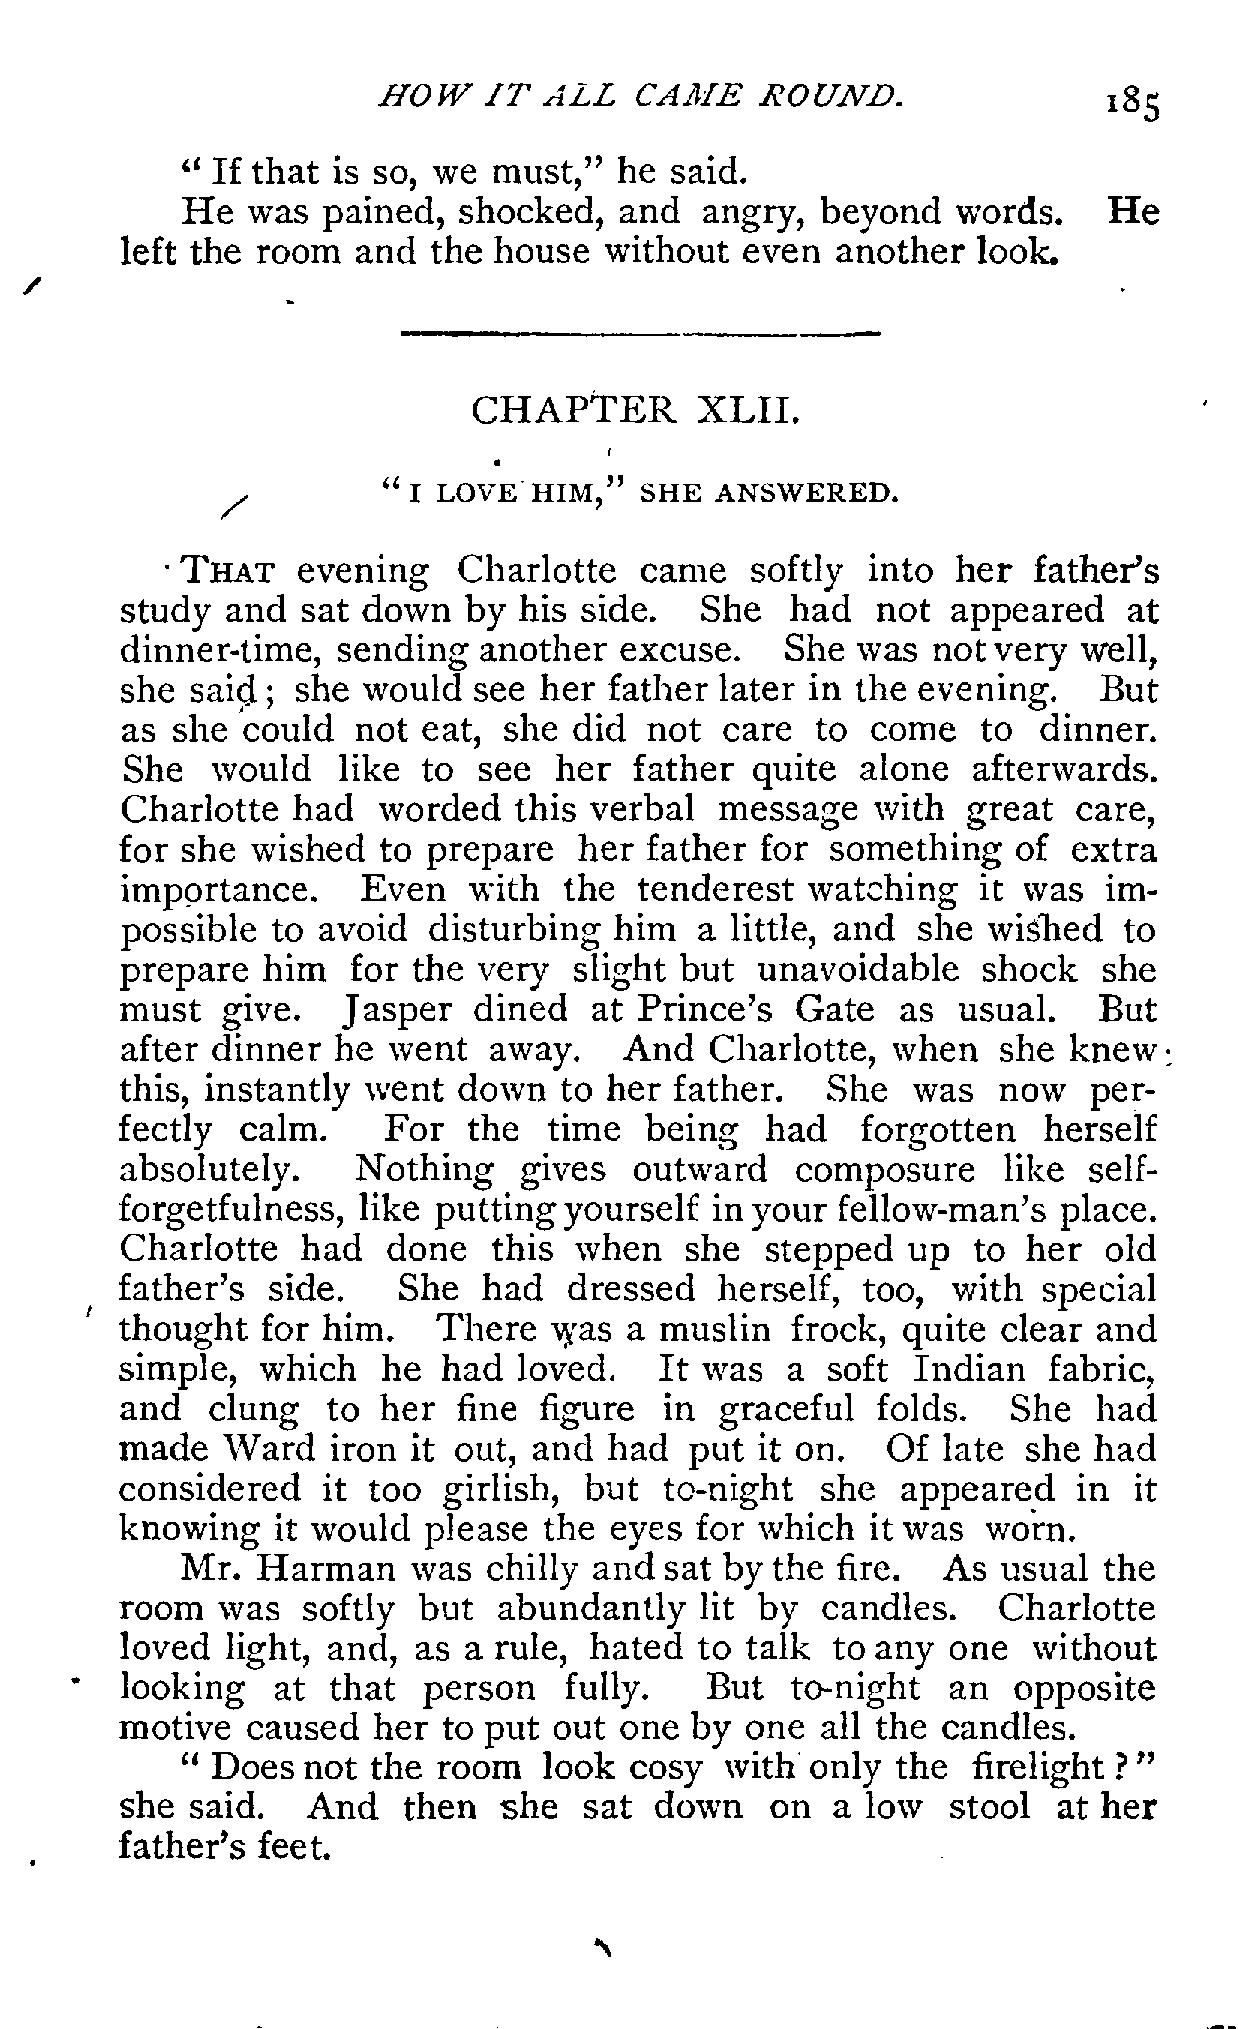 HOW IT ALL CAME ROUND. 185
“ If that is so, we must,” he said.
He was pained, shocked, and angry, beyond words. He
left the room and the house without even another look.
CHAPTER XLII.
“ I LOVE HIM,” SHE ANSWERED.
THAT evening Charlotte came softly into her father’s
study and sat down by his side. She had not appeared at
dinner-time, sending another excuse. She was not very well,
she said ; she would see her father later in the evening. But
as she could not eat, she did not care to come to dinner.
She would like to see her father quite alone afterwards.
Charlotte had worded this verbal message with great care,
for she wished to prepare her father for something of extra
importance. Even with the tenderest watching it was im-
possible to avoid disturbing him a little, and she wished to
prepare him for the very slight but unavoidable shock she
must give. Jasper dined at Prince’s Gate as usual. But
after dinner he went away. And Charlotte, when she knew
this, instantly went down to her father. She was now per-
fectly calm. For the time being had forgotten herself
absolutely. Nothing gives outward composure like self-
forgetfulness, like putting yourself in your fellow-man’s place.
Charlotte had done this when she stepped up to her old
father’s side. She had dressed herself, too, with special
thought for him. There was a muslin frock, quite clear and
simple, which he had loved. It was a soft Indian fabric,
and clung to her fine figure in graceful folds. She had
made Ward iron it out, and had put it on. Of late she had
considered it too girlish, but to-night she appeared in it
knowing it would please the eyes for which it was worn.
Mr. Harman was chilly and sat by the fire. As usual the
room was softly but abundantly lit by candles. Charlotte
loved light, and, as a rule, hated to talk to any one without
looking at that person fully. But to-night an opposite
motive caused her to put out one by one all the candles.
“ Does not the room look cosy with only the firelight ? ”
she said. And then she sat down on a low stool at her
father’s feet.